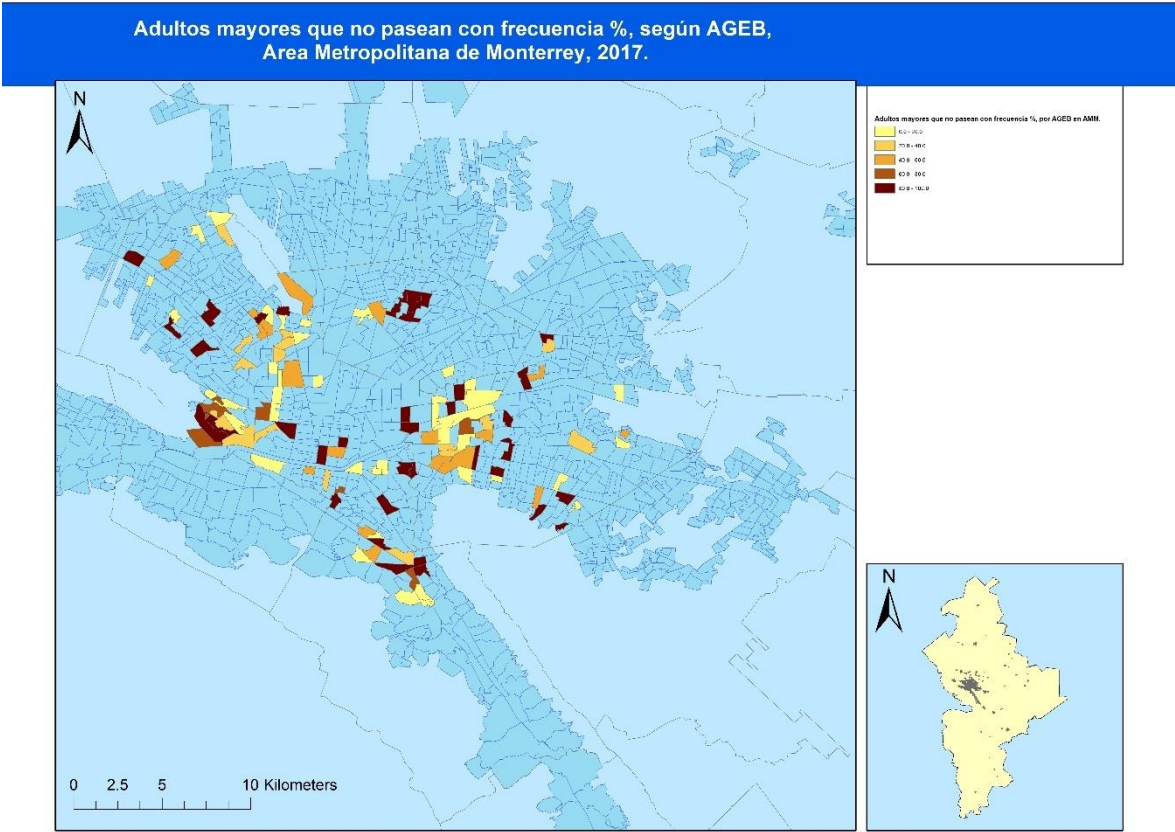 Adultos mayores que no pasean con frecuencia %, según AGEB,
Area Metropolitana de Monterrey, 2017.
N
Adultos mayores que no pasean con frecuencia %, por AGEB en AMM.
0 2.5 5 10 Kilometers
N